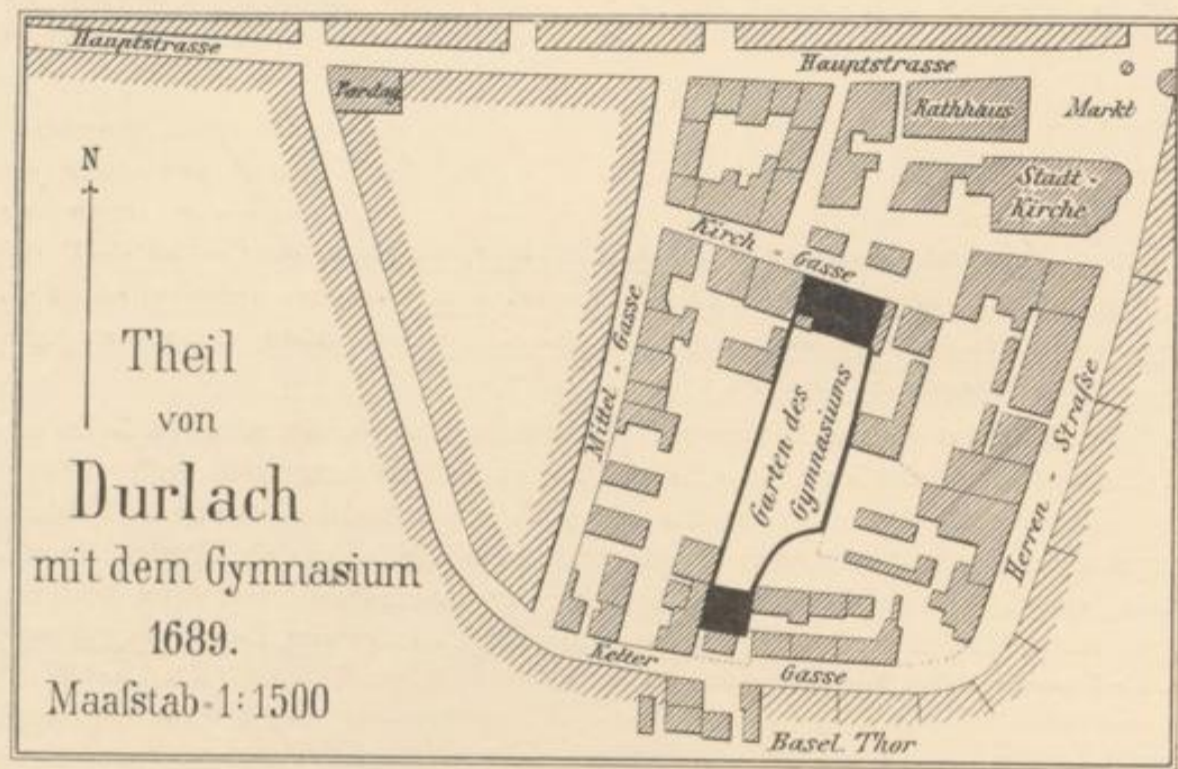 Hauptstrasse
Hauptstrasse
Rathhaus
Markt
N
Stadt-
Kirche
Kirch - Gasse
Mittel - Gasse
Garten des
Gymnasiums
Herren - Straſse
Theil
von
Durlach
mit dem Gymnasium
1689.
Maaſstab-1:1500
Kelter
Gasse
Basel. Thor